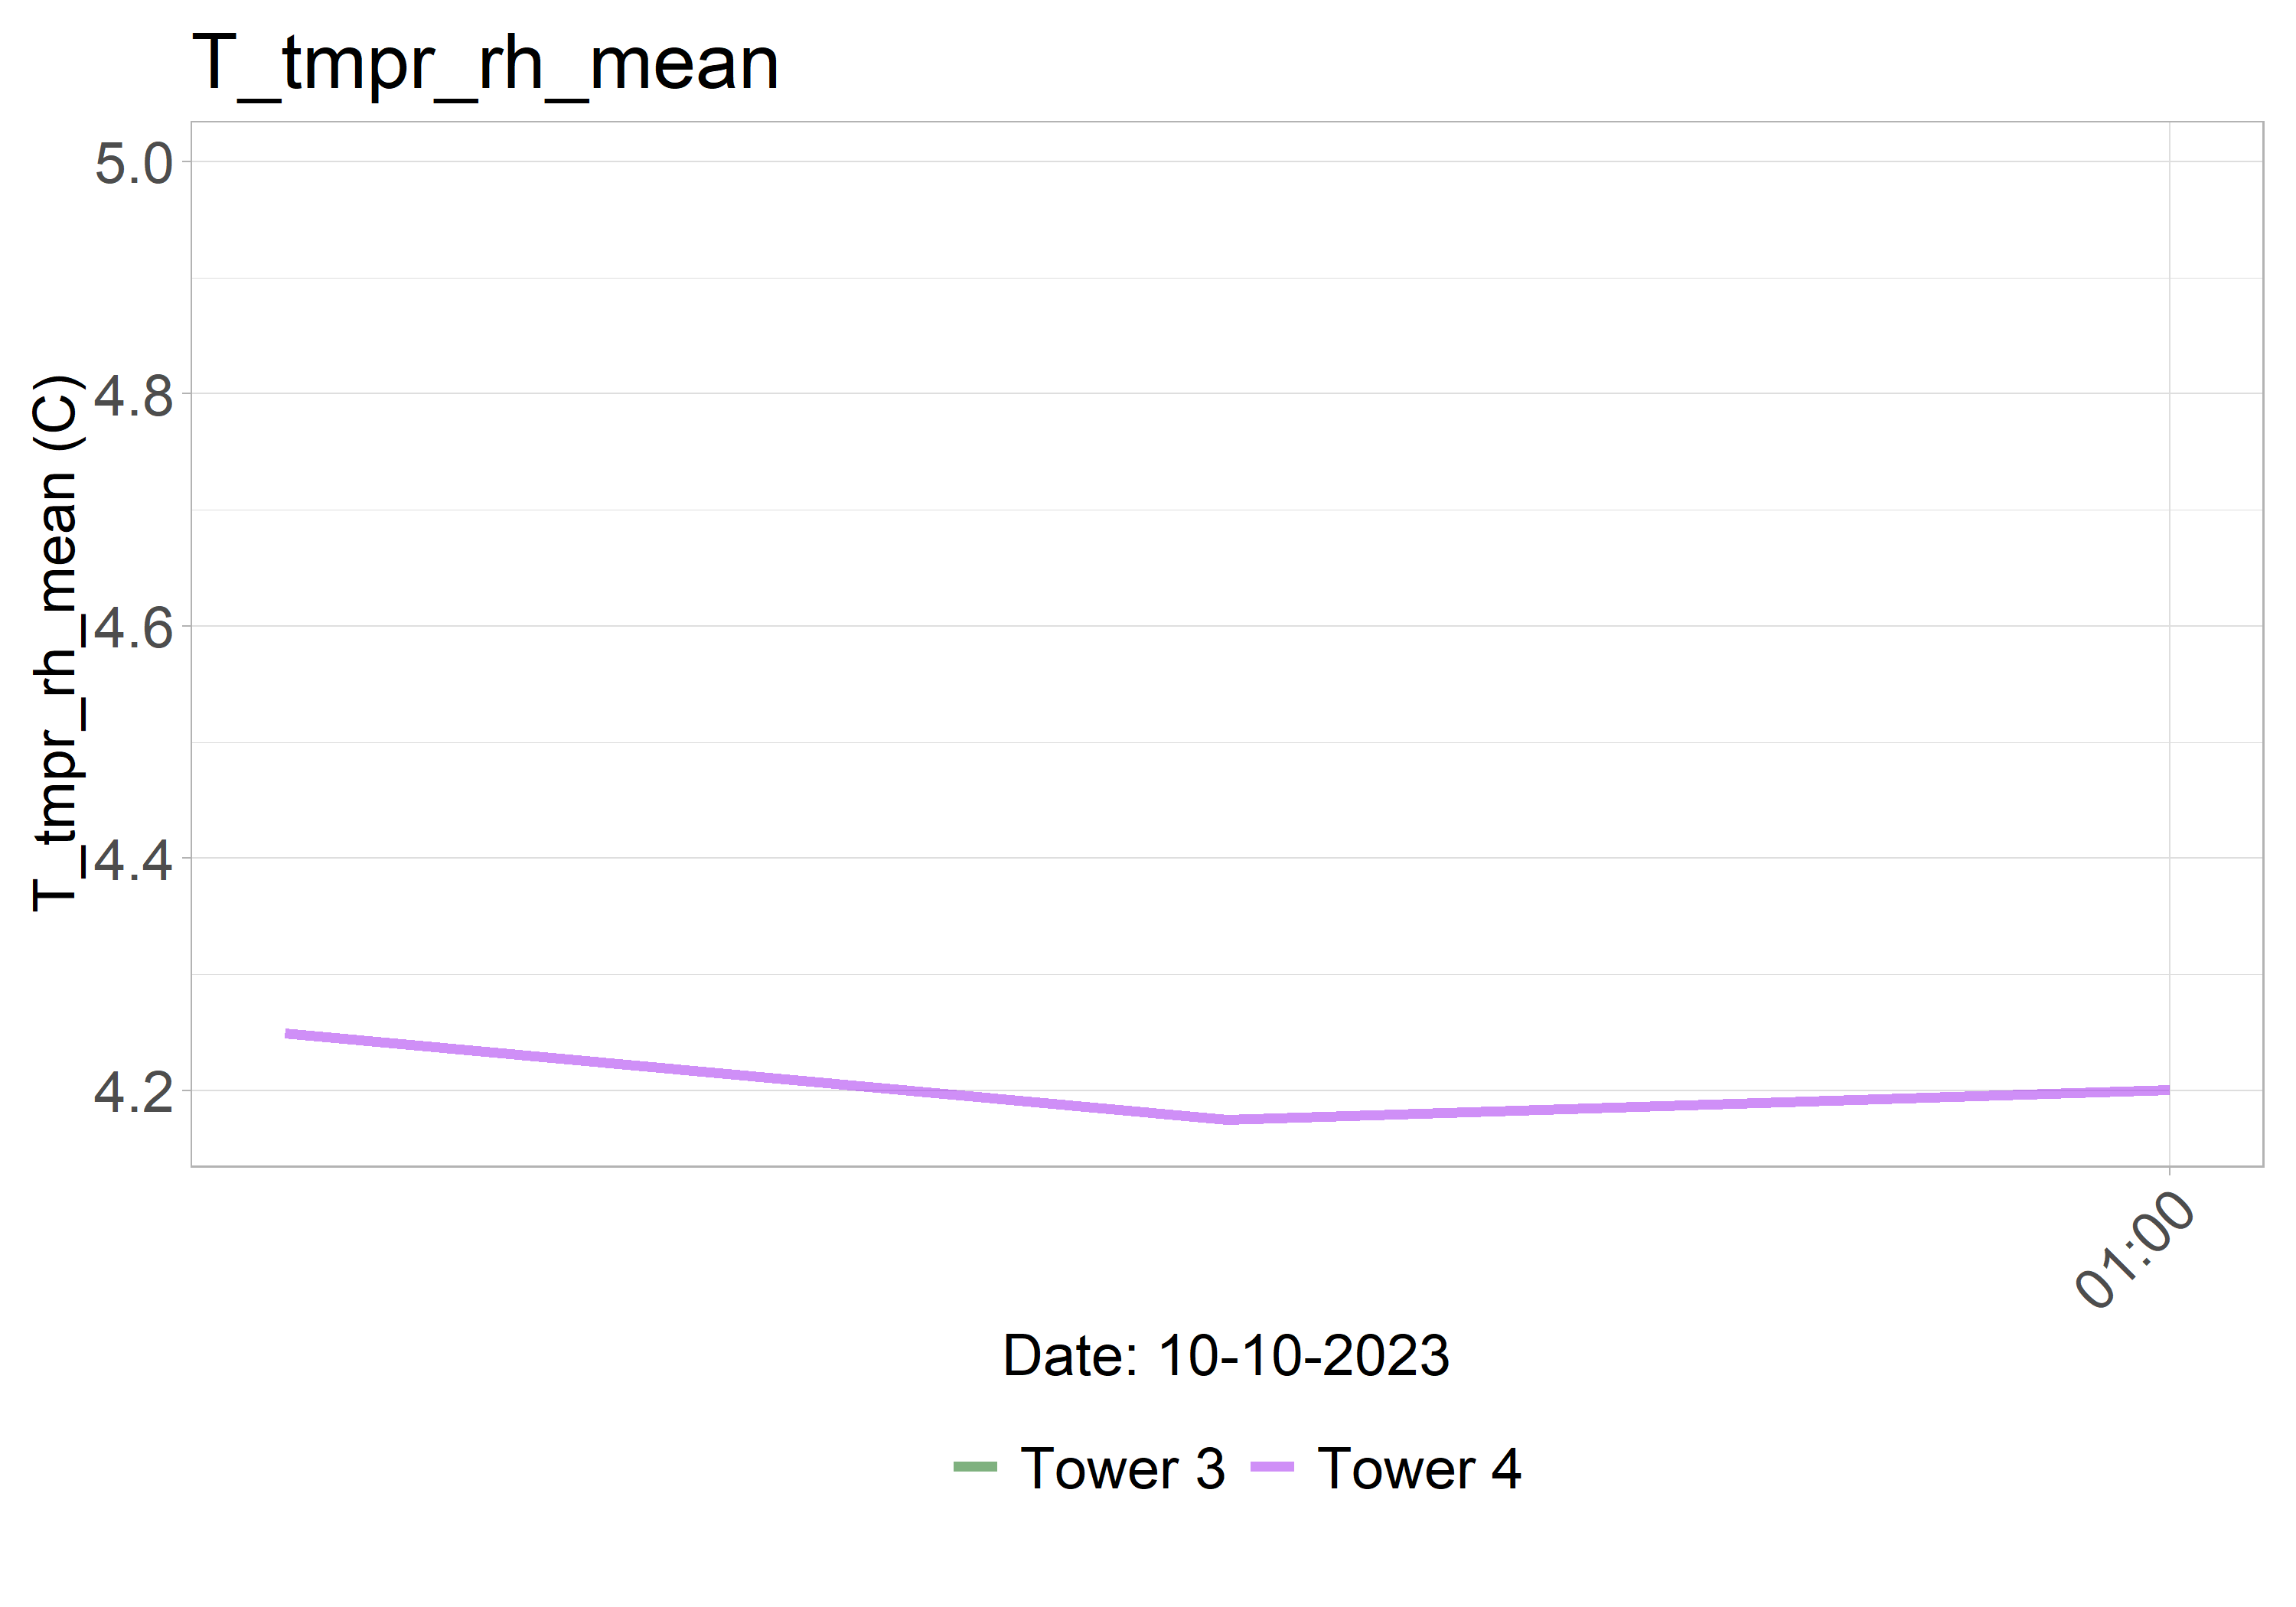 T_tmpr_rh_mean
T_tmpr_rh_mean (C)
5.0
4.8
4.6
4.4
4.2
01:00
Date: 10-10-2023
Tower 3 Tower 4